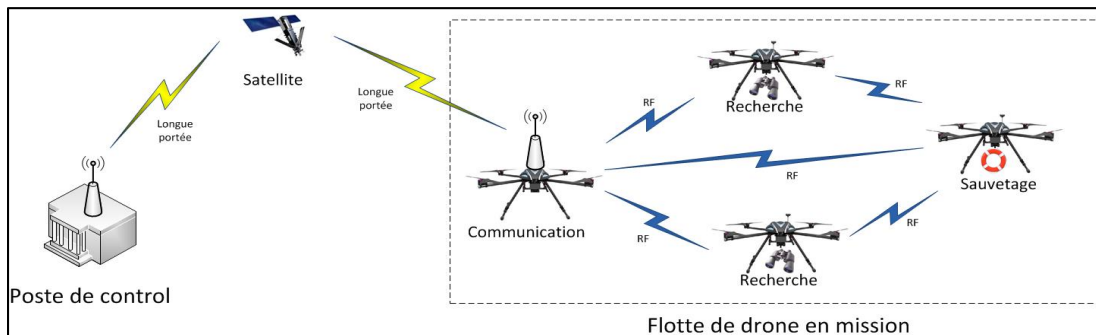 Satellite
Longue
portée
Longue
portée
Poste de control
Communication
RF
Recherche
RF
RF
Sauvetage
RF
RF
Recherche
Flotte de drone en mission